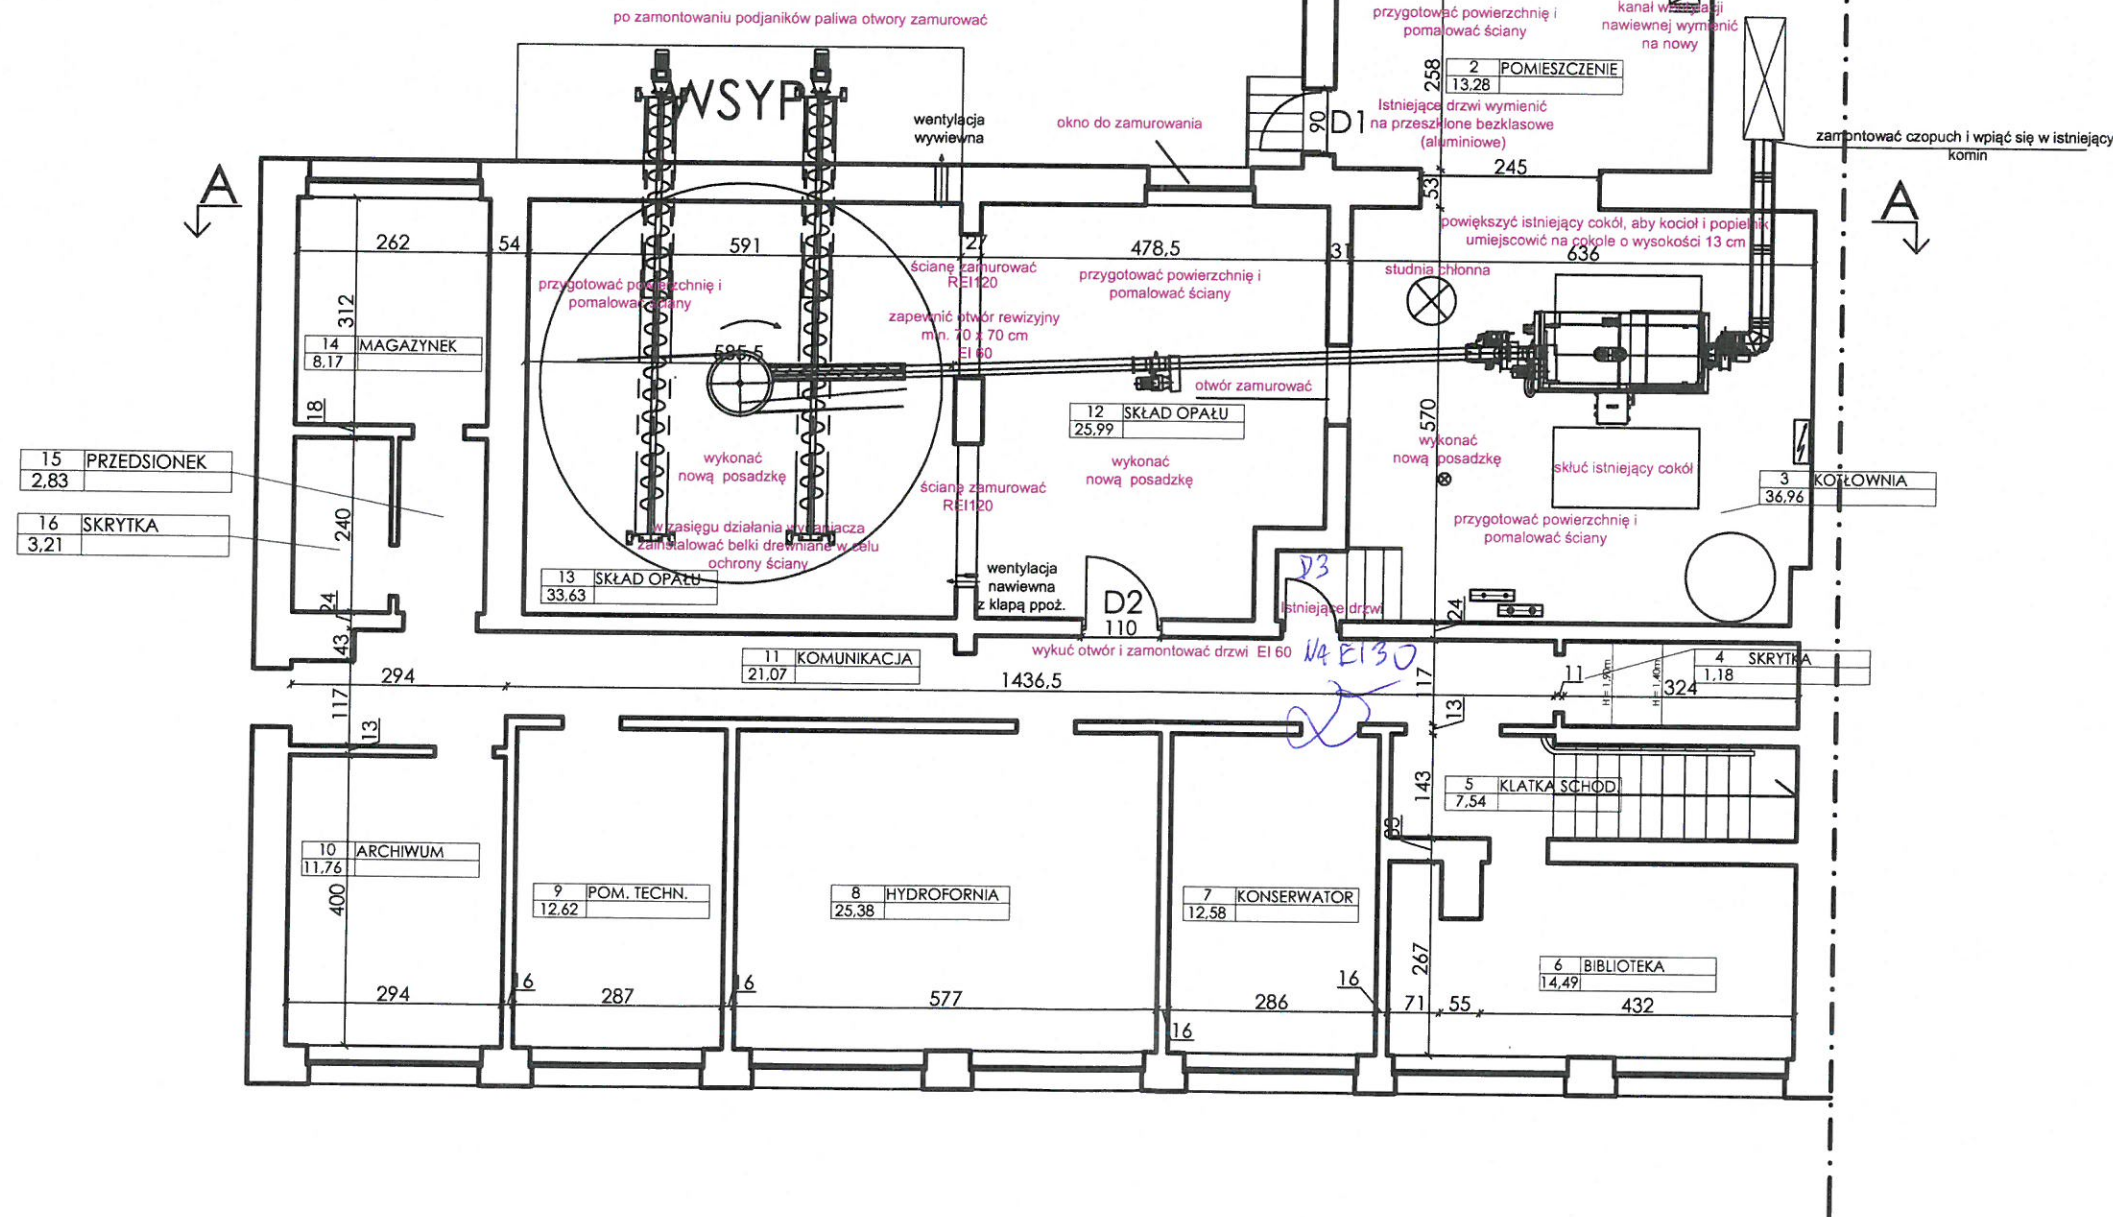 po zamontowaniu podjaników paliwa otwory zamurować
przygotować powierzchnię i
pomalować ściany
kanał wentylacji
nawiewnej wymienić
na nowy
258
2 POMIESZCZENIE
13,28
WSYP
wentylacja
wywiewna
okno do zamurowania
90
D1
Istniejące drzwi wymienić
na przeszklone bezklasowe
(aluminiowe)
zamontować czopuch i wpiąć się w istniejący
komin
A
A
245
53
powiększyć istniejący cokół, aby kocioł i popielnik
umiejscowić na cokole o wysokości 13 cm
262
54
591
27
478,5
31
636
ścianę zamurować
REI120
przygotować powierzchnię i
pomalować ściany
studnia chłonna
przygotować powierzchnię i
pomalować ściany
312
zapewnić otwór rewizyjny
min. 70 x 70 cm
EI 60
14 MAGAZYNEK
8,17
595,5
otwór zamurować
18
12 SKŁAD OPAŁU
25,99
570
wykonać
nową posadzkę
skłuć istniejący cokół
15 PRZEDSIONEK
2,83
wykonać
nową posadzkę
wykonać
nową posadzkę
3 KOTŁOWNIA
36,96
ścianę zamurować
REI120
16 SKRYTKA
3,21
240
w zasięgu działania wygarniacza
zainstalować belki drewniane w celu
ochrony ściany
przygotować powierzchnię i
pomalować ściany
13 SKŁAD OPAŁU
33,63
wentylacja
nawiewna
z klapą ppoż.
D3
D2
110
Istniejące drzwi
24
24
43
wykuć otwór i zamontować drzwi EI 60
NA EI30
11 KOMUNIKACJA
21,07
4 SKRYTKA
1,18
294
1436,5
117
117
11
H= 1,90m
H= 1,40m
324
13
13
143
5 KLATKA SCHOD.
7,54
10 ARCHIWUM
11,76
400
9 POM. TECHN.
12,62
8 HYDROFORNIA
25,38
7 KONSERWATOR
12,58
267
6 BIBLIOTEKA
14,49
294
16
287
16
577
16
286
16
71
55
432